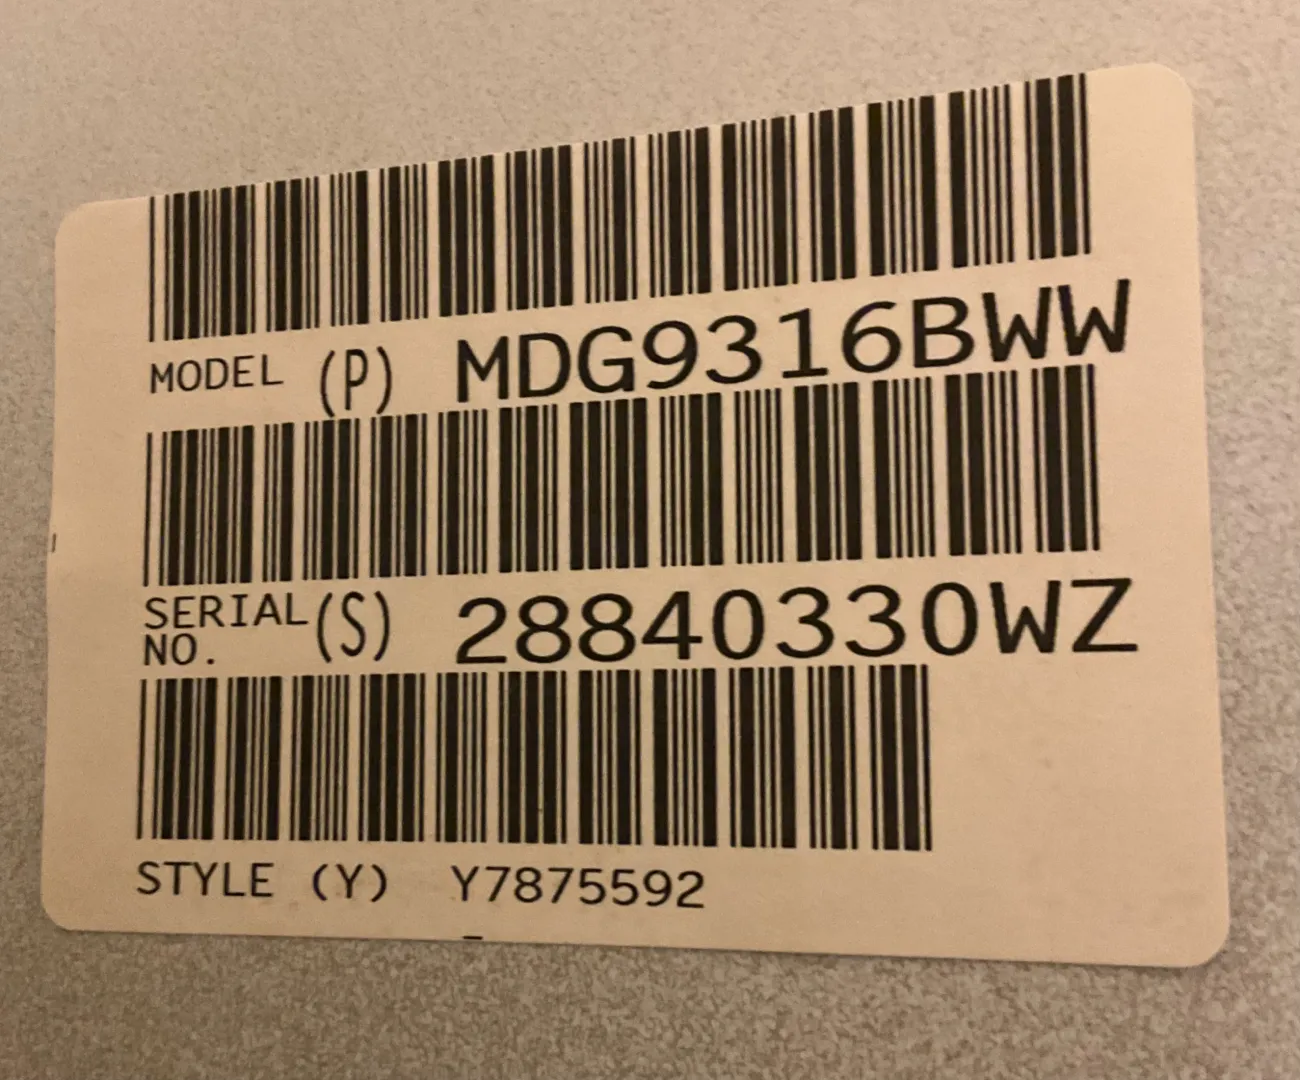 MODEL (P) MDG9316BWW
SERIAL NO. (S) 28840330WZ
STYLE (Y) Y7875592